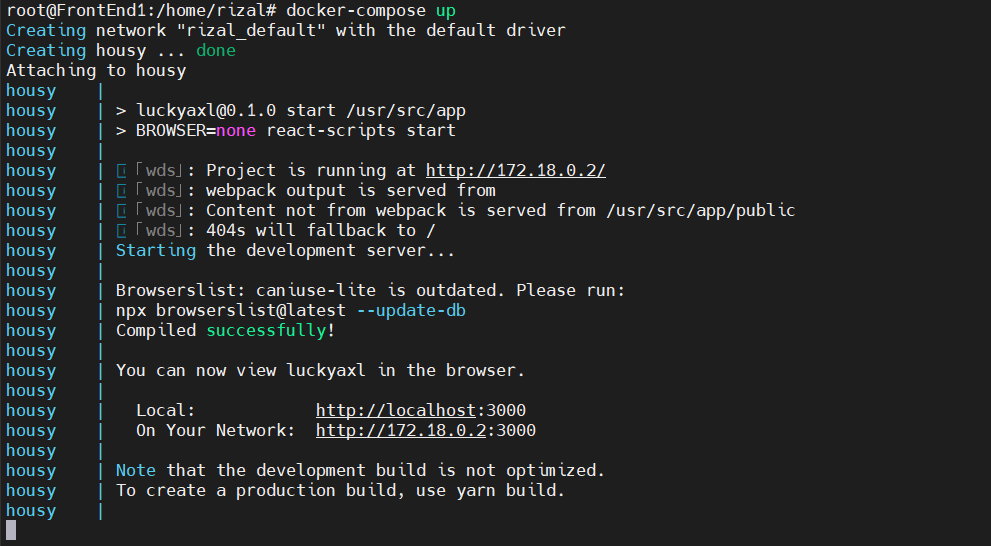 root@FrontEnd1:/home/rizal# docker-compose up
Creating network "rizal_default" with the default driver
Creating housy ... done
Attaching to housy
housy    |
housy    | > luckyaxl@0.1.0 start /usr/src/app
housy    | > BROWSER=none react-scripts start
housy    |
housy    | ℹ 「wds」: Project is running at http://172.18.0.2/
housy    | ℹ 「wds」: webpack output is served from
housy    | ℹ 「wds」: Content not from webpack is served from /usr/src/app/public
housy    | ℹ 「wds」: 404s will fallback to /
housy    | Starting the development server...
housy    |
housy    | Browserslist: caniuse-lite is outdated. Please run:
housy    | npx browserslist@latest --update-db
housy    | Compiled successfully!
housy    |
housy    | You can now view luckyaxl in the browser.
housy    |
housy    |   Local:            http://localhost:3000
housy    |   On Your Network:  http://172.18.0.2:3000
housy    |
housy    | Note that the development build is not optimized.
housy    | To create a production build, use yarn build.
housy    |